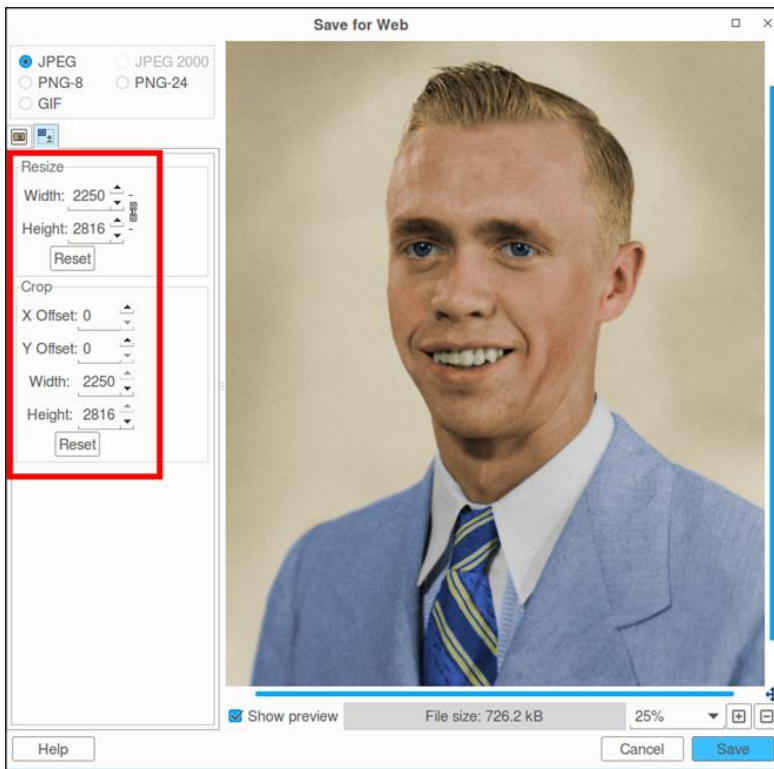 Save for Web
JPEG JPEG 2000
PNG-8 PNG-24
GIF
Resize
Width: 2250
Height: 2816
Reset
Crop
X Offset: 0
Y Offset: 0
Width: 2250
Height: 2816
Reset
Show preview File size: 726.2 kB 25%
Help Cancel Save